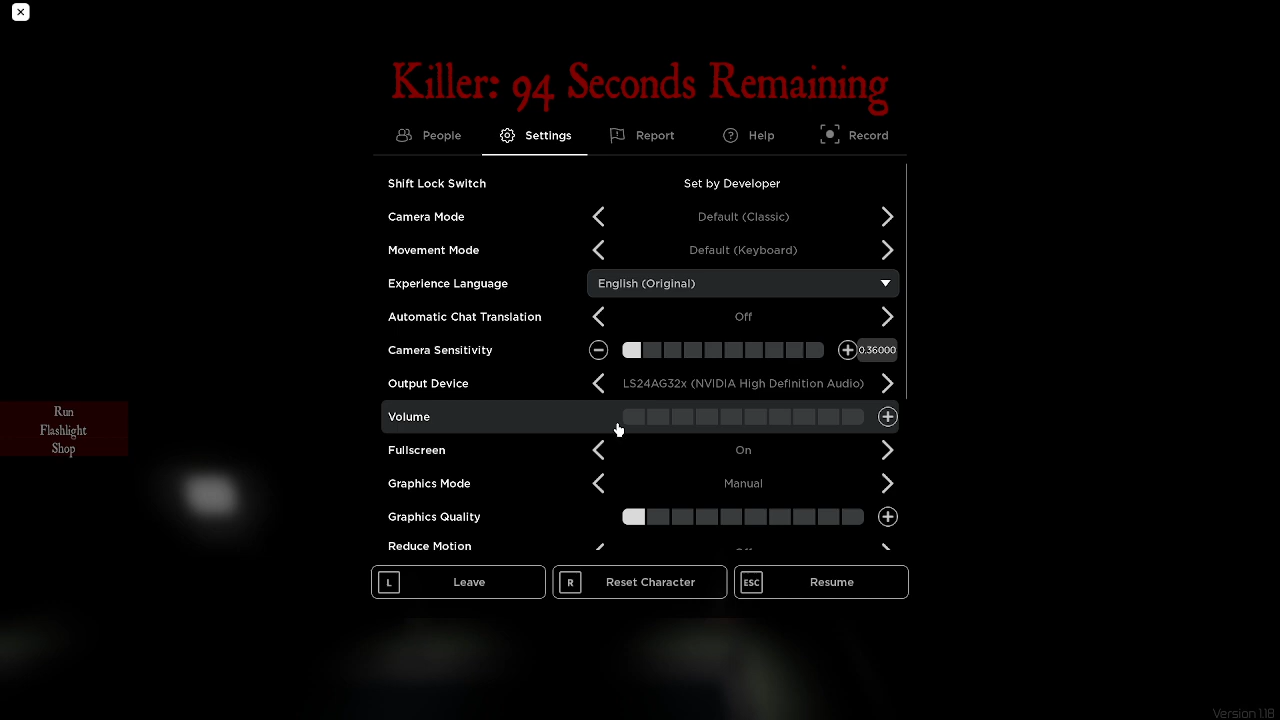 Killer: 94 Seconds Remaining
People Settings Report Help Record
Shift Lock Switch Set by Developer
Camera Mode Default (Classic)
Movement Mode Default (Keyboard)
Experience Language English (Original)
Automatic Chat Translation Off
Camera Sensitivity 0.36000
Output Device LS24AG32x (NVIDIA High Definition Audio)
Run
Volume
Flashlight
Shop
Fullscreen On
Graphics Mode Manual
Graphics Quality
Reduce Motion
L Leave R Reset Character ESC Resume
Version 1.18